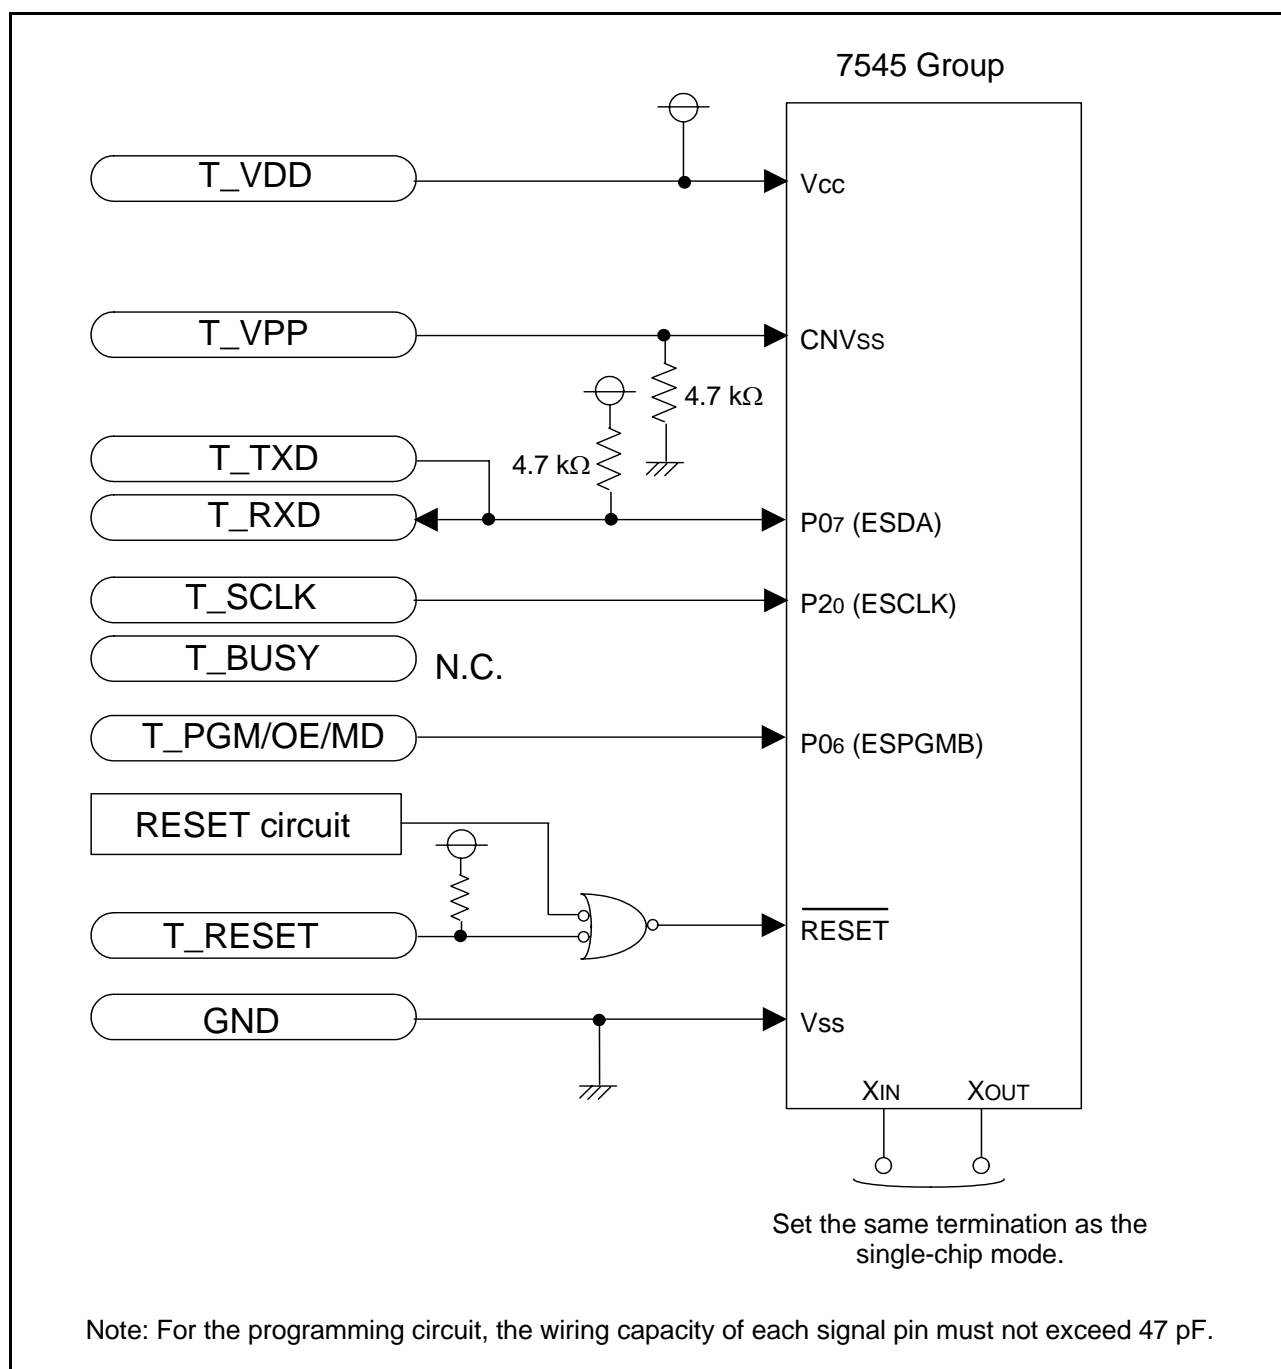 7545 Group
T_VDD
Vcc
T_VPP
CNVss
4.7 kΩ
T_TXD
4.7 kΩ
T_RXD
P07 (ESDA)
T_SCLK
P20 (ESCLK)
T_BUSY
N.C.
T_PGM/OE/MD
P06 (ESPGMB)
RESET circuit
T_RESET
RESET
GND
Vss
XIN
XOUT
Set the same termination as the
single-chip mode.
Note: For the programming circuit, the wiring capacity of each signal pin must not exceed 47 pF.